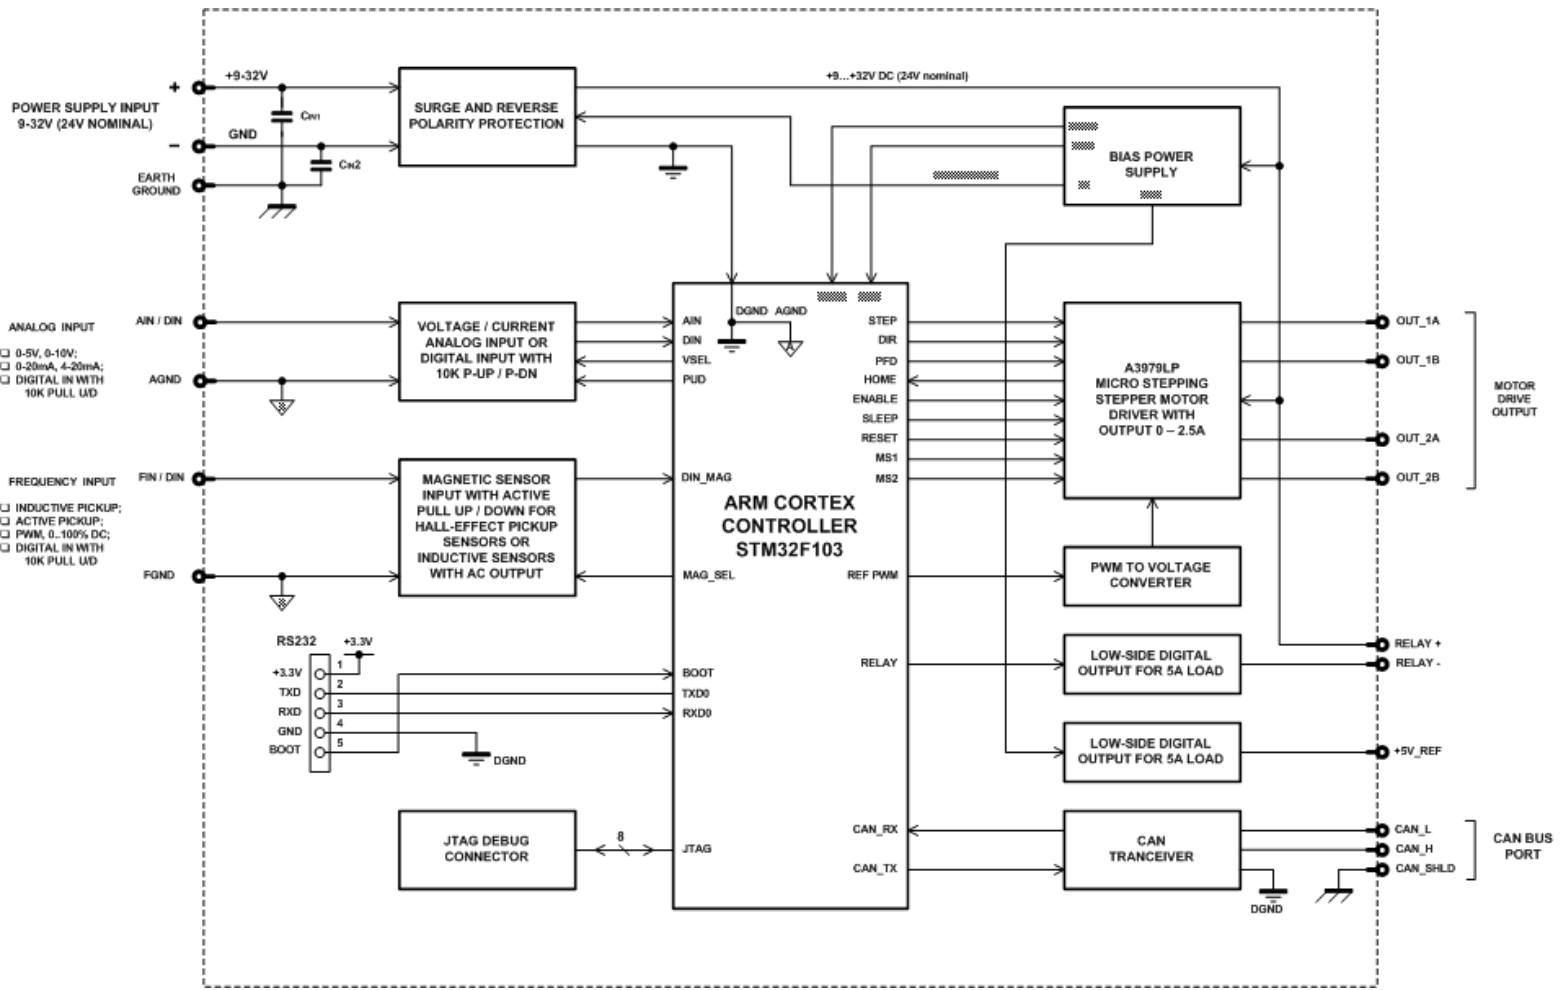 +9-32V
+
POWER SUPPLY INPUT
9-32V (24V NOMINAL)
CIN1
GND
–
CIN2
EARTH
GROUND
SURGE AND REVERSE
POLARITY PROTECTION
+9...+32V DC (24V nominal)
BIAS POWER
SUPPLY
ANALOG INPUT
0-5V, 0-10V;
0-20mA, 4-20mA;
DIGITAL IN WITH
10K PULL U/D
AIN / DIN
AGND
VOLTAGE / CURRENT
ANALOG INPUT OR
DIGITAL INPUT WITH
10K P-UP / P-DN
FREQUENCY INPUT
INDUCTIVE PICKUP;
ACTIVE PICKUP;
PWM, 0..100% DC;
DIGITAL IN WITH
10K PULL U/D
FIN / DIN
FGND
MAGNETIC SENSOR
INPUT WITH ACTIVE
PULL UP / DOWN FOR
HALL-EFFECT PICKUP
SENSORS OR
INDUCTIVE SENSORS
WITH AC OUTPUT
RS232
+3.3V
+3.3V
TXD
RXD
GND
BOOT
1
2
3
4
5
DGND
JTAG DEBUG
CONNECTOR
8
DGND AGND
A
AIN
DIN
VSEL
PUD
DIN_MAG
MAG_SEL
BOOT
TXD0
RXD0
JTAG
ARM CORTEX
CONTROLLER
STM32F103
STEP
DIR
PFD
HOME
ENABLE
SLEEP
RESET
MS1
MS2
REF PWM
RELAY
CAN_RX
CAN_TX
A3979LP
MICRO STEPPING
STEPPER MOTOR
DRIVER WITH
OUTPUT 0 – 2.5A
PWM TO VOLTAGE
CONVERTER
LOW-SIDE DIGITAL
OUTPUT FOR 5A LOAD
LOW-SIDE DIGITAL
OUTPUT FOR 5A LOAD
CAN
TRANCEIVER
DGND
OUT_1A
OUT_1B
OUT_2A
OUT_2B
MOTOR
DRIVE
OUTPUT
RELAY +
RELAY -
+5V_REF
CAN_L
CAN_H
CAN_SHLD
CAN BUS
PORT